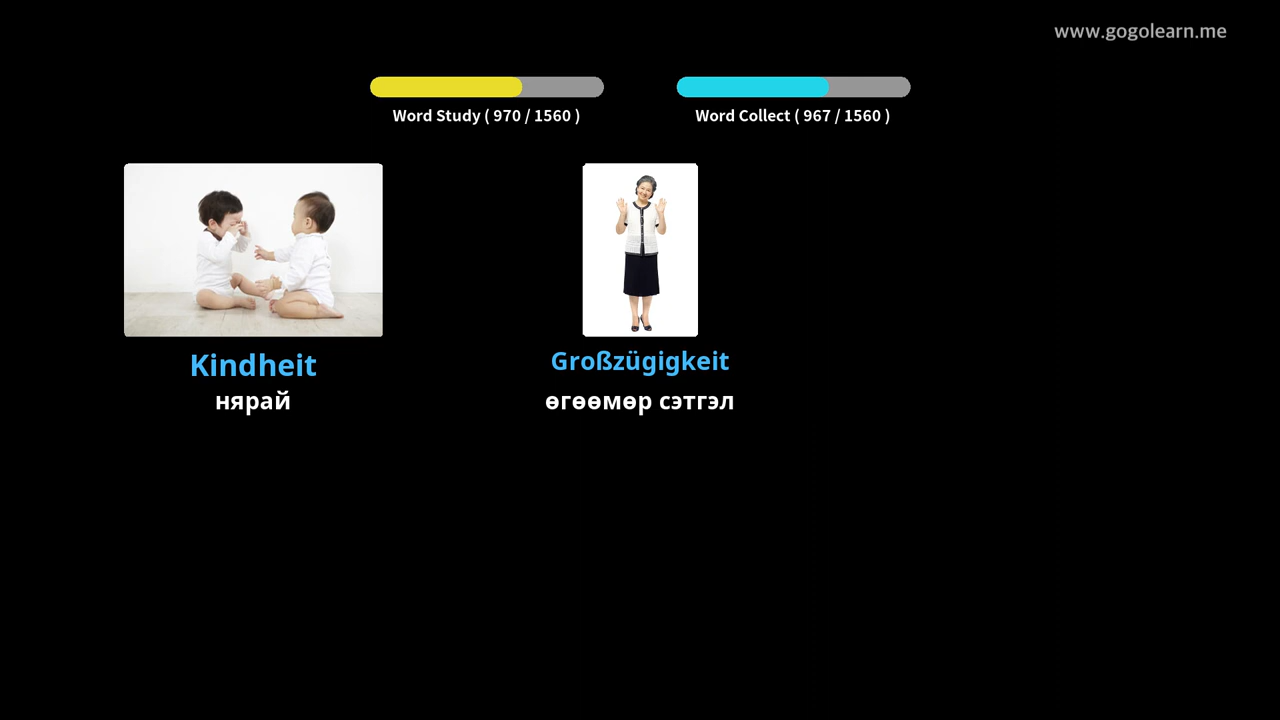 www.gogolearn.me
Word Study ( 970 / 1560 )
Word Collect ( 967 / 1560 )
Kindheit
нярай
Großzügigkeit
өгөөмөр сэтгэл